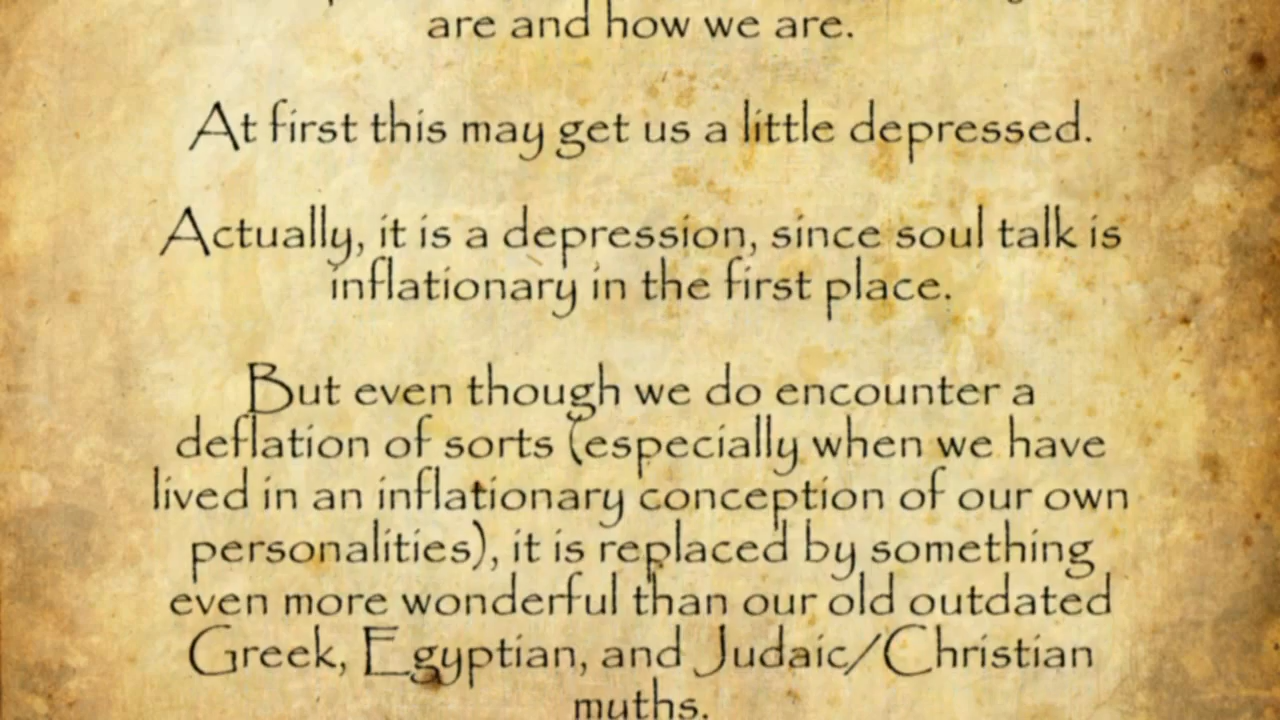 are and how we are.
At first this may get us a little depressed.
Actually, it is a depression, since soul talk is
inflationary in the first place.
But even though we do encounter a
deflation of sorts (especially when we have
lived in an inflationary conception of our own
personalities), it is replaced by something
even more wonderful than our old outdated
Greek, Egyptian, and Judaic/Christian
myths.